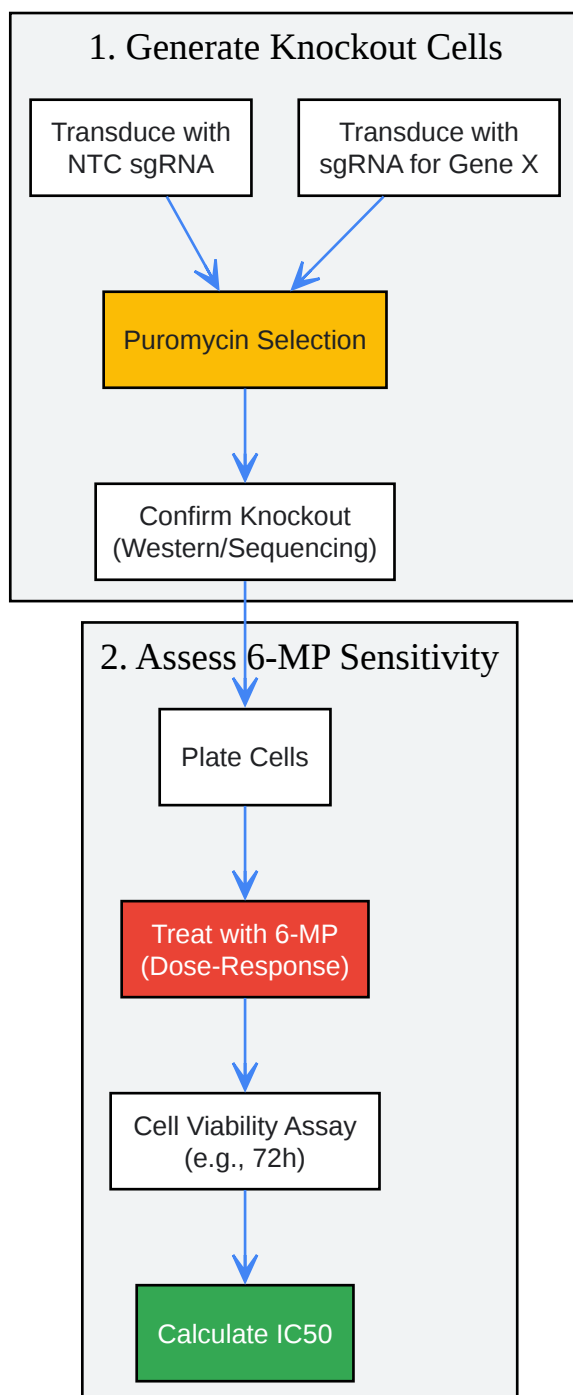 1. Generate Knockout Cells
Transduce with
NTC sgRNA
Transduce with
sgRNA for Gene X
Puromycin Selection
Confirm Knockout
(Western/Sequencing)
2. Assess 6-MP Sensitivity
Plate Cells
Treat with 6-MP
(Dose-Response)
Cell Viability Assay
(e.g., 72h)
Calculate IC50